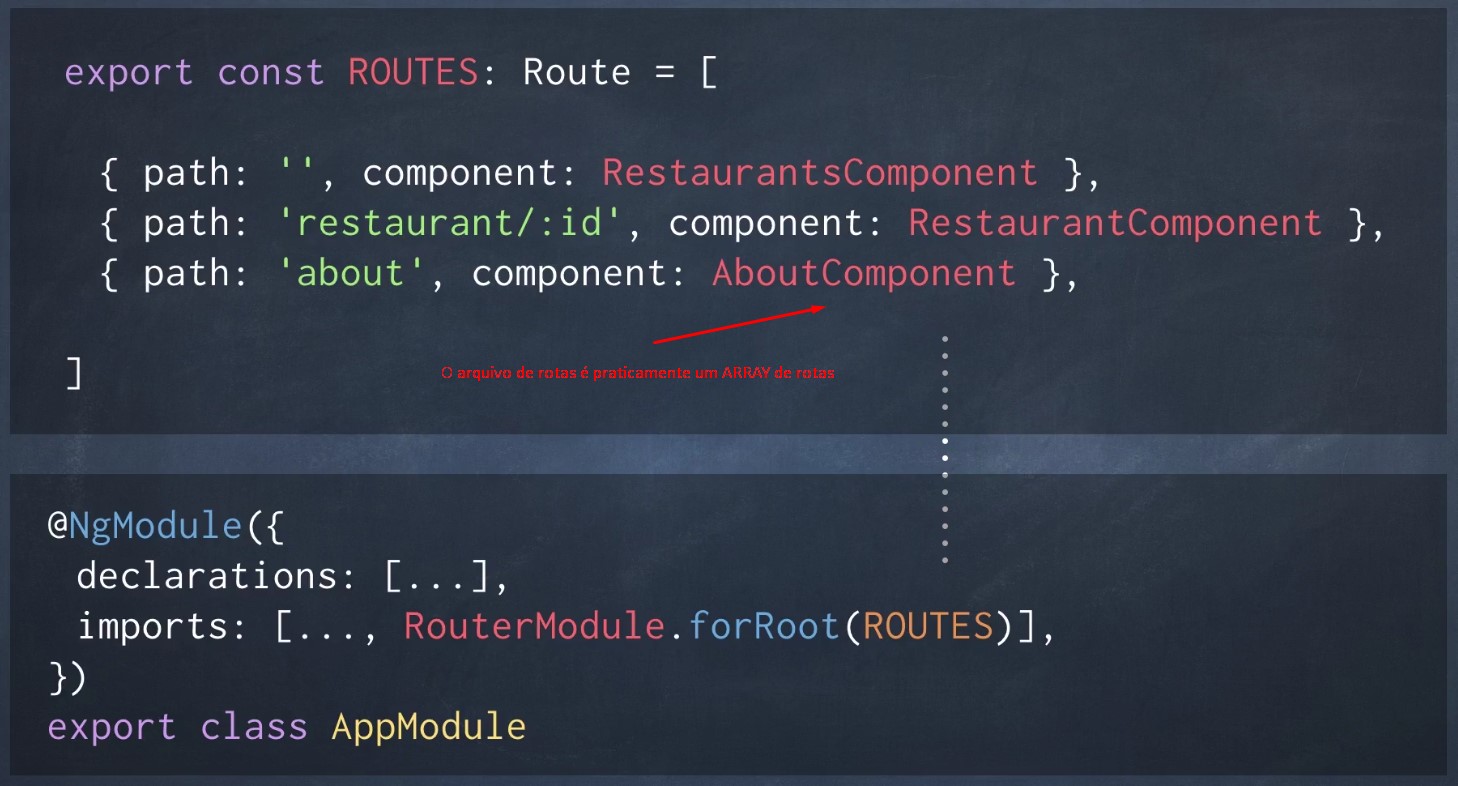 export const ROUTES: Route = [
{ path: '', component: RestaurantsComponent },
{ path: 'restaurant/:id', component: RestaurantComponent },
{ path: 'about', component: AboutComponent },
O arquivo de rotas é praticamente um ARRAY de rotas
]
@NgModule({
declarations: [...],
imports: [..., RouterModule.forRoot(ROUTES)],
})
export class AppModule